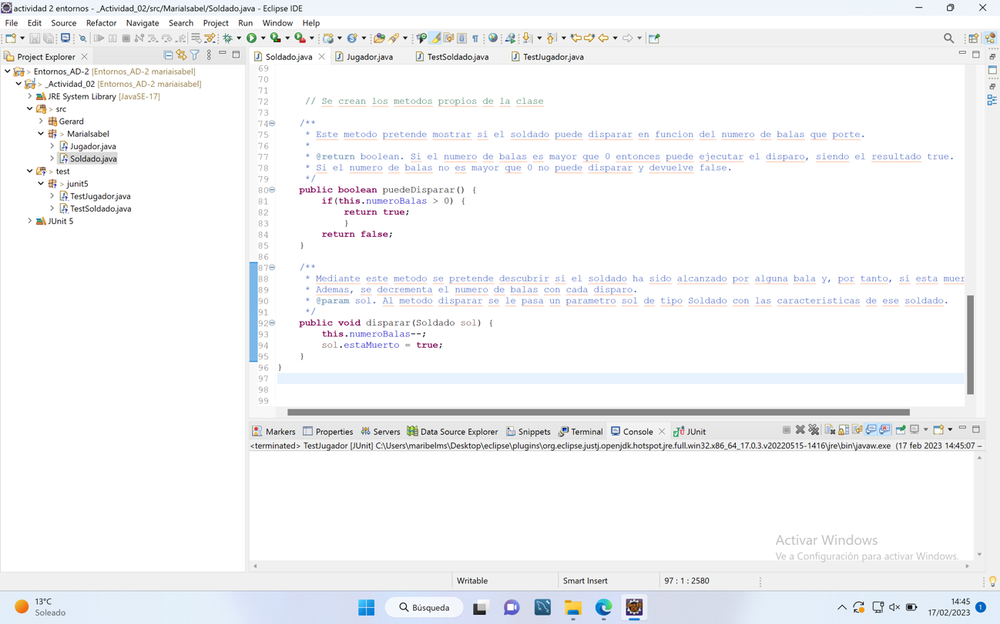 actividad 2 entornos - _Actividad_02/src/MariaIsabel/Soldado.java - Eclipse IDE
File Edit Source Refactor Navigate Search Project Run Window Help
Project Explorer
Entornos_AD-2 [Entornos_AD-2 mariaisabel]
_Actividad_02 [Entornos_AD-2 mariaisabel]
JRE System Library [JavaSE-17]
src
Gerard
MariaIsabel
Jugador.java
Soldado.java
test
junit5
TestJugador.java
TestSoldado.java
JUnit 5
Soldado.java Jugador.java TestSoldado.java TestJugador.java
69
70
71
72 // Se crean los metodos propios de la clase
73
74 /**
75 * Este metodo pretende mostrar si el soldado puede disparar en funcion del numero de balas que porte.
76 *
77 * @return boolean. Si el numero de balas es mayor que 0 entonces puede ejecutar el disparo, siendo el resultado true.
78 * Si el numero de balas no es mayor que 0 no puede disparar y devuelve false.
79 */
80 public boolean puedeDisparar() {
81 if(this.numeroBalas > 0) {
82 return true;
83 }
84 return false;
85 }
86
87 /**
88 * Mediante este metodo se pretende descubrir si el soldado ha sido alcanzado por alguna bala y, por tanto, si esta muer
89 * Ademas, se decrementa el numero de balas con cada disparo.
90 * @param sol. Al metodo disparar se le pasa un parametro sol de tipo Soldado con las caracteristicas de ese soldado.
91 */
92 public void disparar(Soldado sol) {
93 this.numeroBalas--;
94 sol.estaMuerto = true;
95 }
96 }
97
98
99
Markers Properties Servers Data Source Explorer Snippets Terminal Console JUnit
<terminated> TestJugador [JUnit] C:\Users\maribelms\Desktop\eclipse\plugins\org.eclipse.justj.openjdk.hotspot.jre.full.win32.x86_64_17.0.3.v20220515-1416\jre\bin\javaw.exe (17 feb 2023 14:45:07 –
Activar Windows
Ve a Configuración para activar Windows.
Writable Smart Insert 97 : 1 : 2580
13°C
Soleado
Búsqueda
14:45
17/02/2023
1